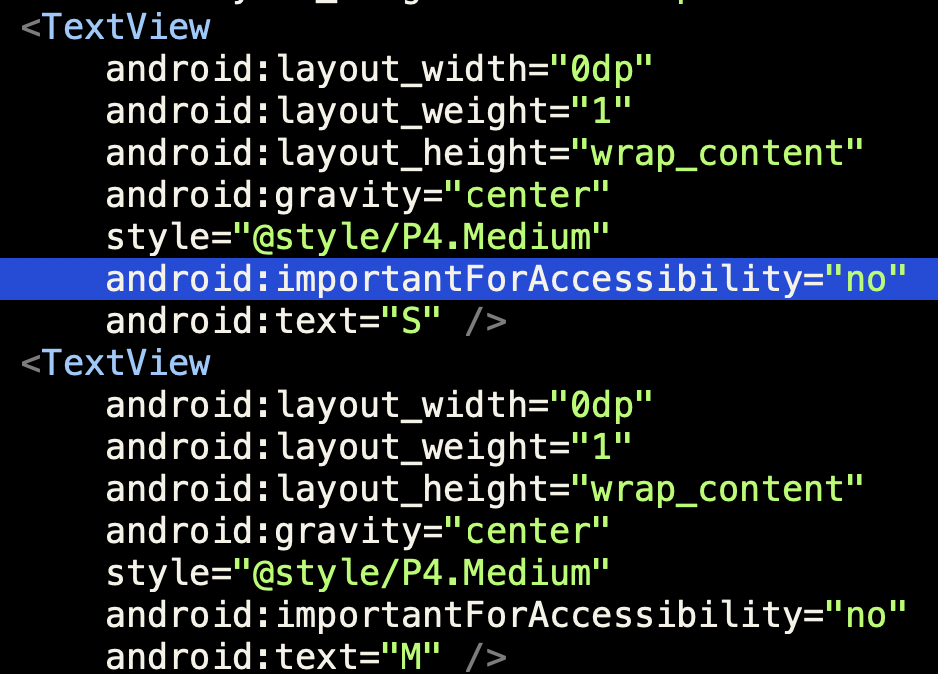 <TextView
android:layout_width="0dp"
android:layout_weight="1"
android:layout_height="wrap_content"
android:gravity="center"
style="@style/P4.Medium"
android:importantForAccessibility="no"
android:text="S" />
<TextView
android:layout_width="0dp"
android:layout_weight="1"
android:layout_height="wrap_content"
android:gravity="center"
style="@style/P4.Medium"
android:importantForAccessibility="no"
android:text="M" />